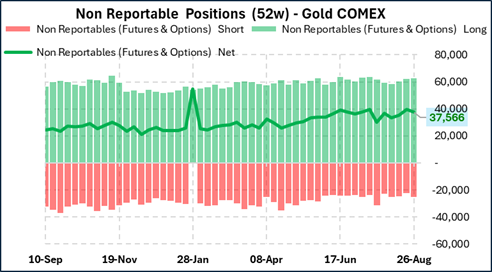 Non Reportable Positions (52w) - Gold COMEX
Non Reportables (Futures & Options) Short Non Reportables (Futures & Options) Long
Non Reportables (Futures & Options) Net
80,000
60,000
40,000
37,566
20,000
-
-20,000
-40,000
-60,000
10-Sep 19-Nov 28-Jan 08-Apr 17-Jun 26-Aug